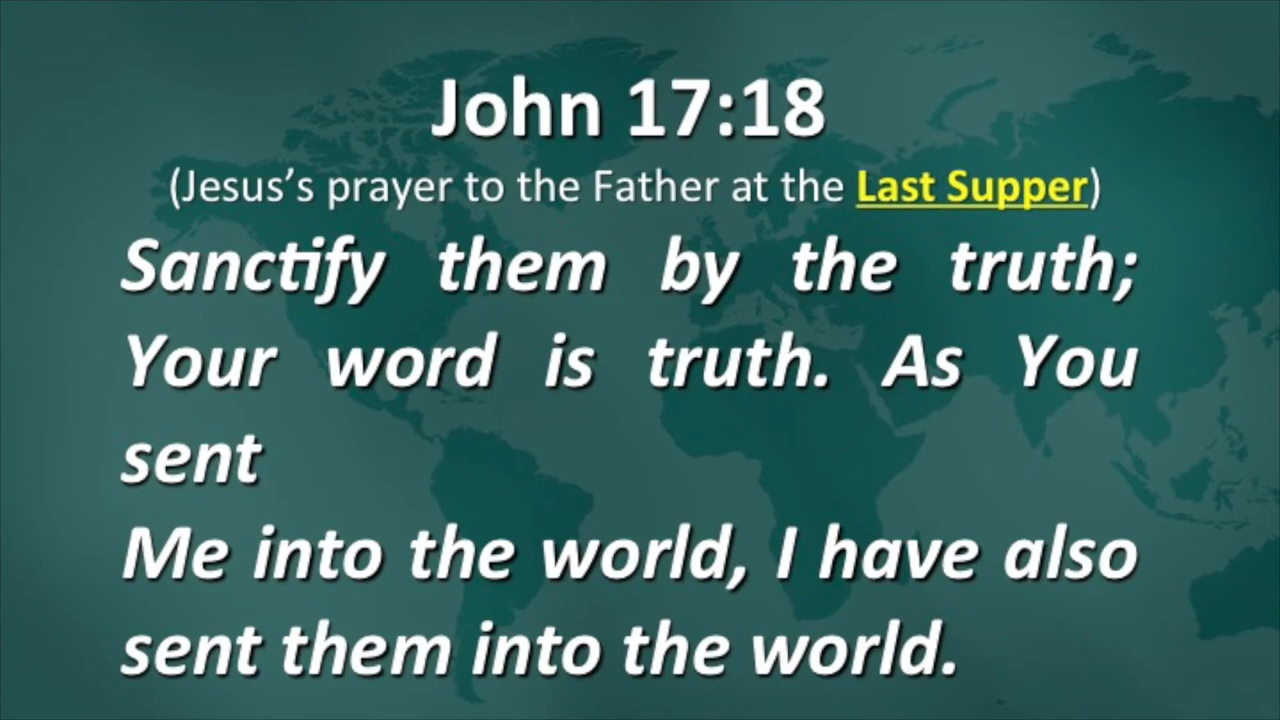 John 17:18
(Jesus’s prayer to the Father at the Last Supper)
Sanctify them by the truth;
Your word is truth. As You
sent
Me into the world, I have also
sent them into the world.